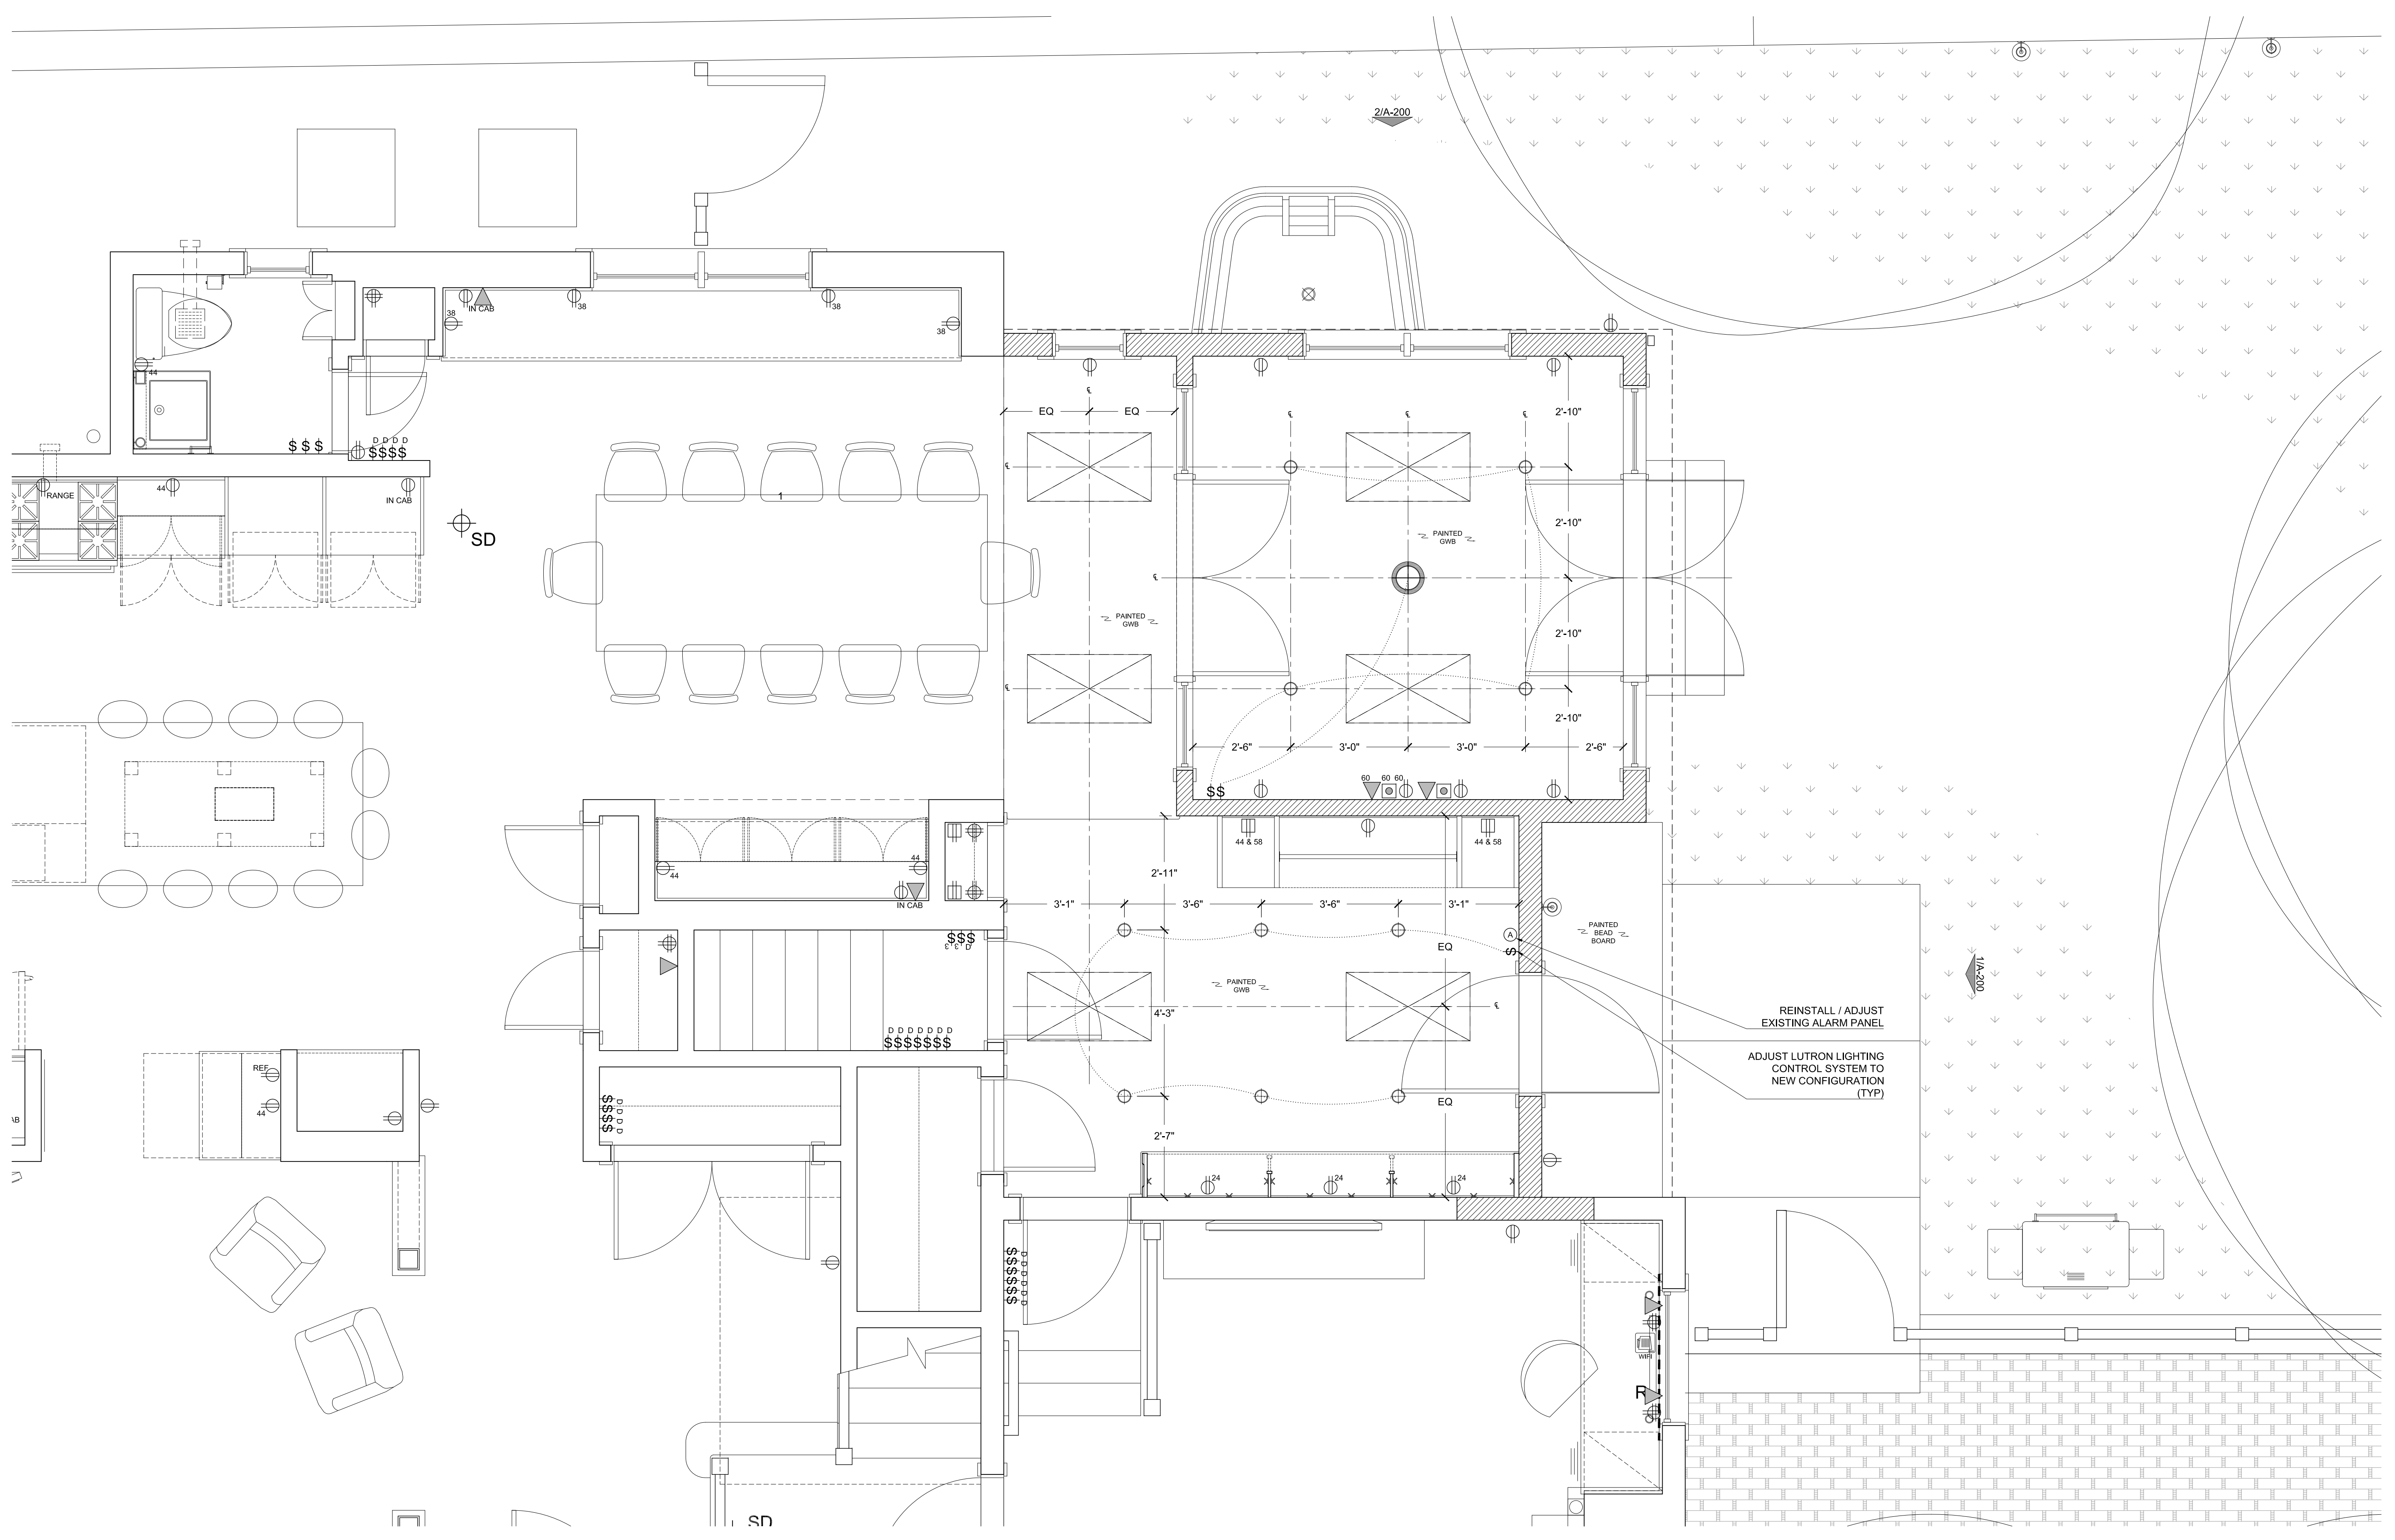 2/A-200
38
IN CAB
38
38
38
44
EQ
EQ
2'-10"
$ $ $
D D D D
$$$$
RANGE
44
IN CAB
1
SD
2'-10"
PAINTED
GWB
PAINTED
GWB
2'-10"
2'-10"
2'-6"
3'-0"
3'-0"
2'-6"
$$
60
60
60
44 & 58
44 & 58
44
44
IN CAB
2'-11"
3'-1"
3'-6"
3'-6"
3'-1"
PAINTED
BEAD
BOARD
A
$
EQ
$$$
3 3 D
PAINTED
GWB
1/A-200
4'-3"
REINSTALL / ADJUST
EXISTING ALARM PANEL
D D D D D D D
$$$$$$$
ADJUST LUTRON LIGHTING
CONTROL SYSTEM TO
NEW CONFIGURATION
(TYP)
REF
44
AB
$$$$
D D D D
EQ
2'-7"
24
24
24
$$$$$$
D D D D D D
WIFI
R
SD